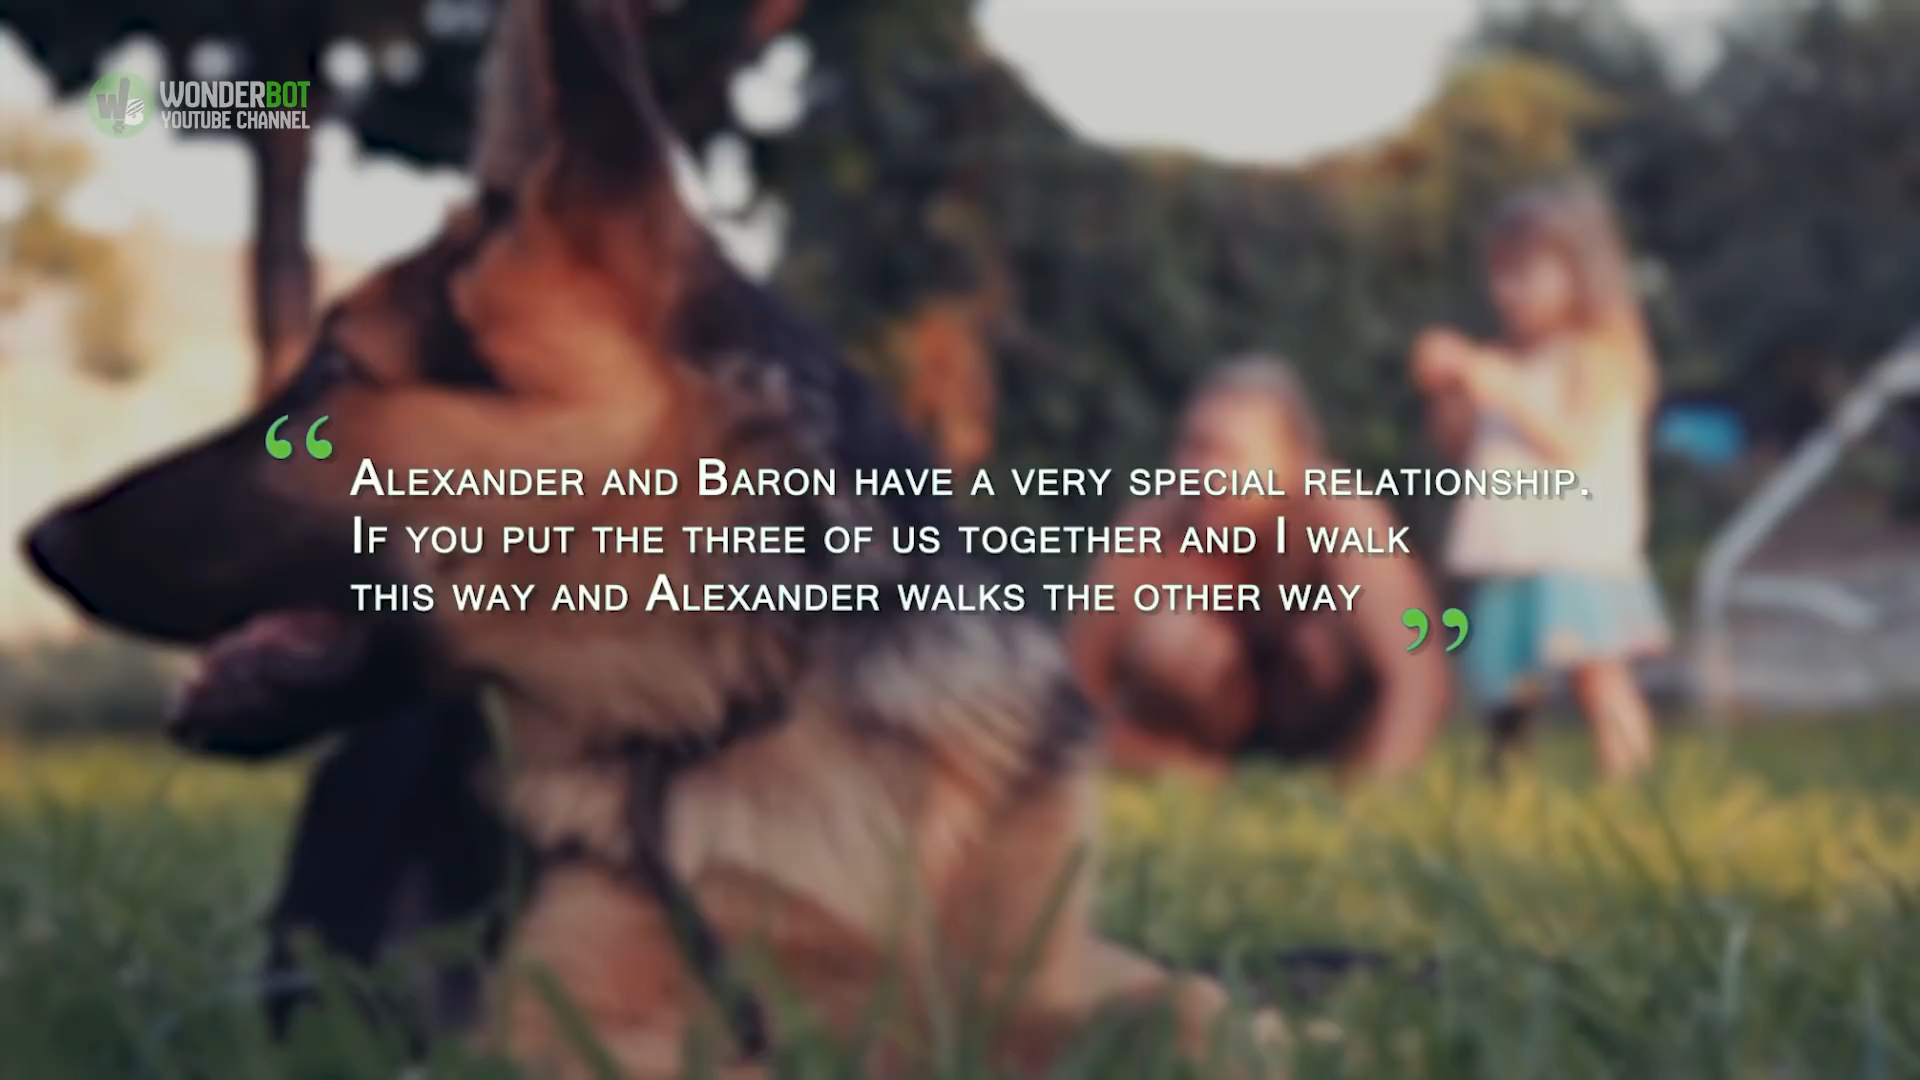 WONDERBOT
YOUTUBE CHANNEL
“ALEXANDER AND BARON HAVE A VERY SPECIAL RELATIONSHIP.
IF YOU PUT THE THREE OF US TOGETHER AND I WALK
THIS WAY AND ALEXANDER WALKS THE OTHER WAY”